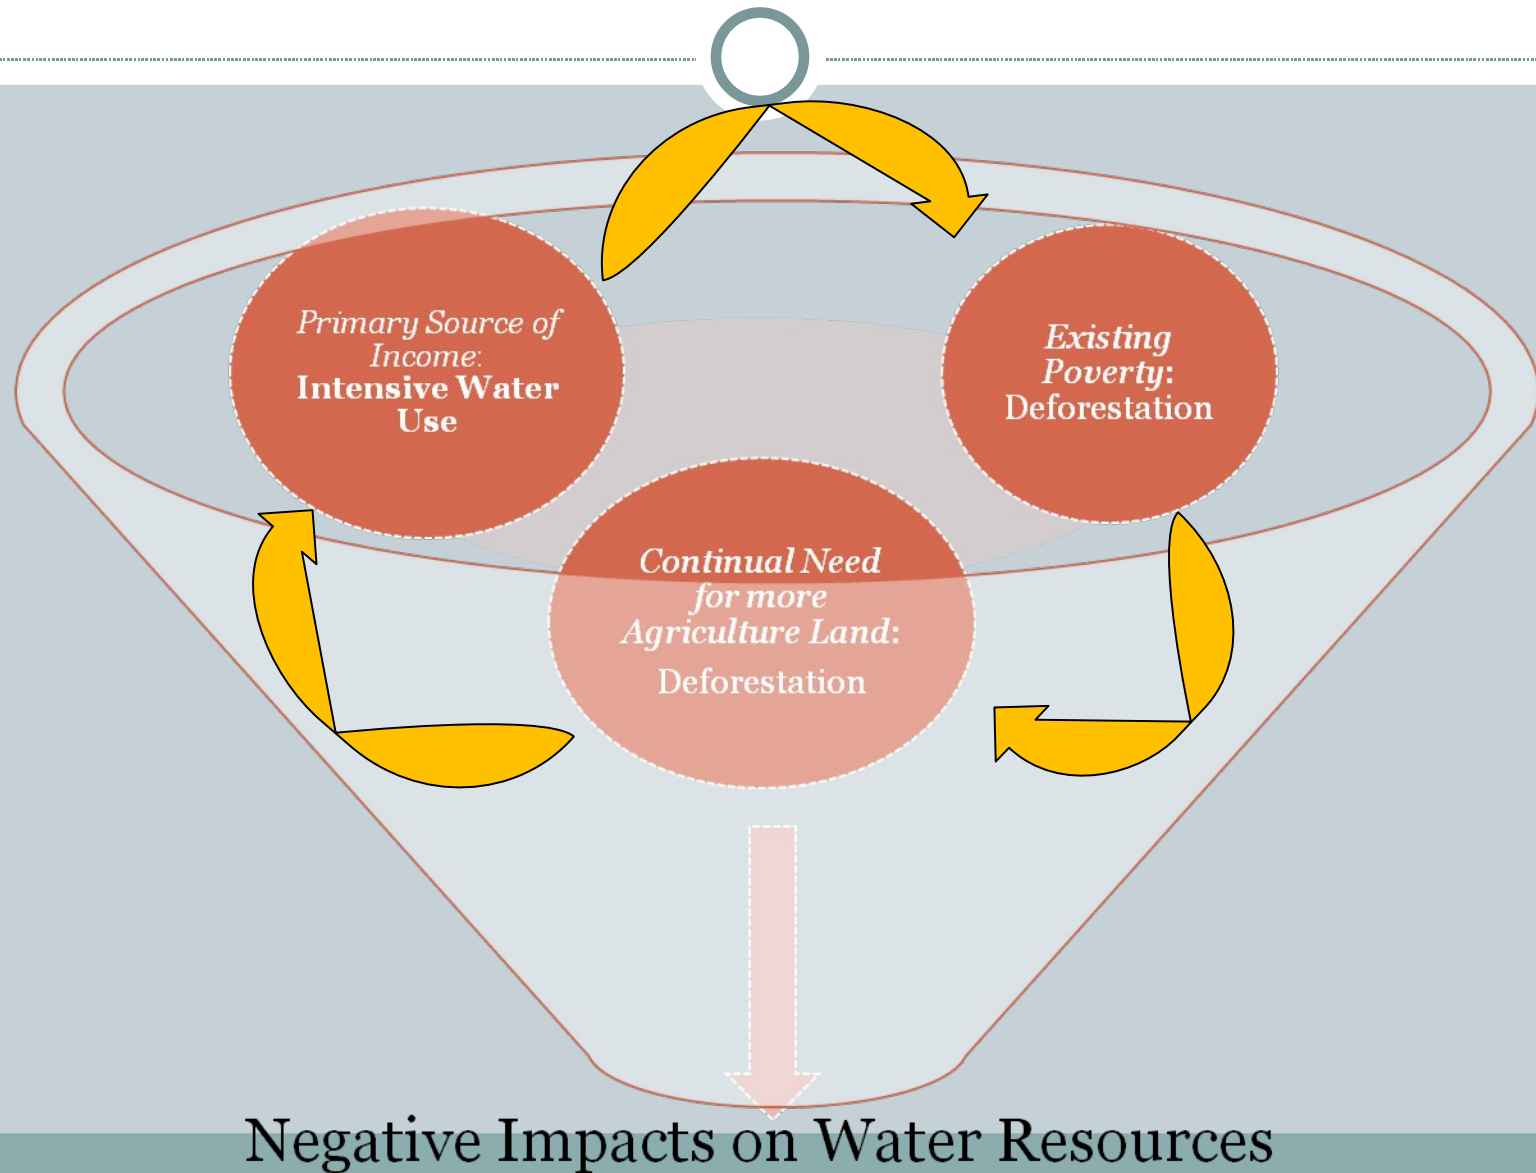 Primary Source of
Income:
Intensive Water
Use
Existing
Poverty:
Deforestation
Continual Need
for more
Agriculture Land:
Deforestation
Negative Impacts on Water Resources